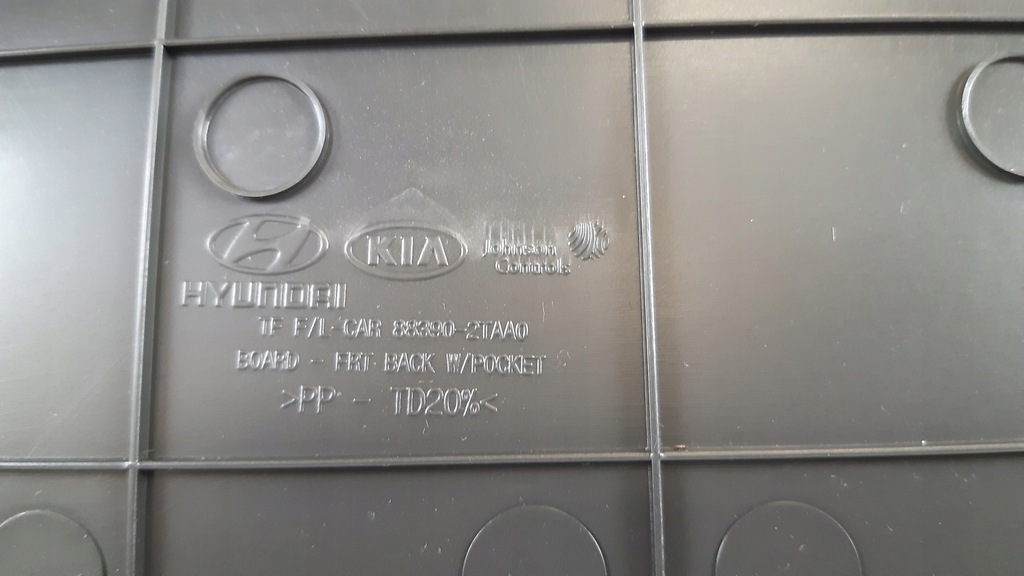 KIA
Johnson
Controls
HYUNDAI
TF F/L-CAR 88390-2TAA0
BOARD - FRT BACK W/POCKET
>PP - TD20%<